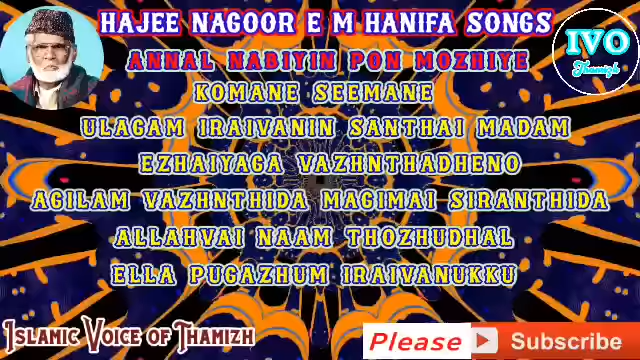 HAJEE NAGOOR E M HANIFA SONGS
IVO
Thamizh
ANNAL NABIYIN PON MOZHIYE
KOMANE SEEMANE
ULAGAM IRAIVANIN SANTHAI MADAM
EZHAIYAGA VAZHNTHADHENO
AGILAM VAZHNTHIDA MAGIMAI SIRANTHIDA
ALLAHVAI NAAM THOZHUDHAL
ELLA PUGAZHUM IRAIVANUKKU
Islamic Voice of Thamizh
Please Subscribe